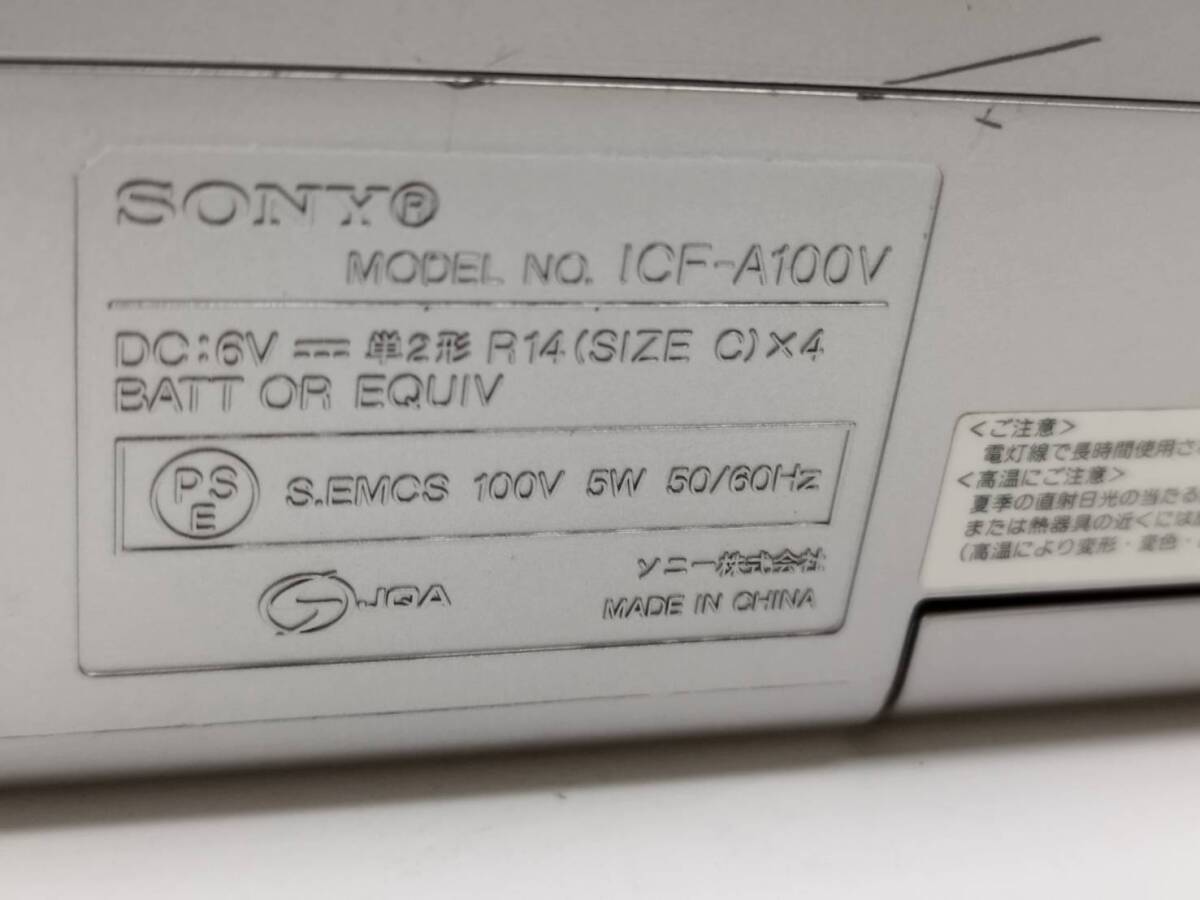 SONY®
MODEL NO. ICF-A100V
DC:6V ⎓ 単2形 R14(SIZE C)×4
BATT OR EQUIV
PSE S.EMCS 100V 5W 50/60Hz
JQA
ソニー株式会社
MADE IN CHINA
<ご注意>
電灯線で長時間使用さ
<高温にご注意>
夏季の直射日光の当たる
または熱器具の近くには
(高温により変形・変色・